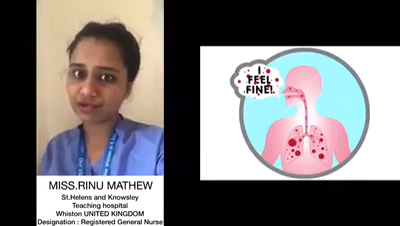 MISS.RINU MATHEW
St.Helens and Knowsley
Teaching hospital
Whiston UNITED KINGDOM
Designation : Registered General Nurse
I
FEEL
FINE!